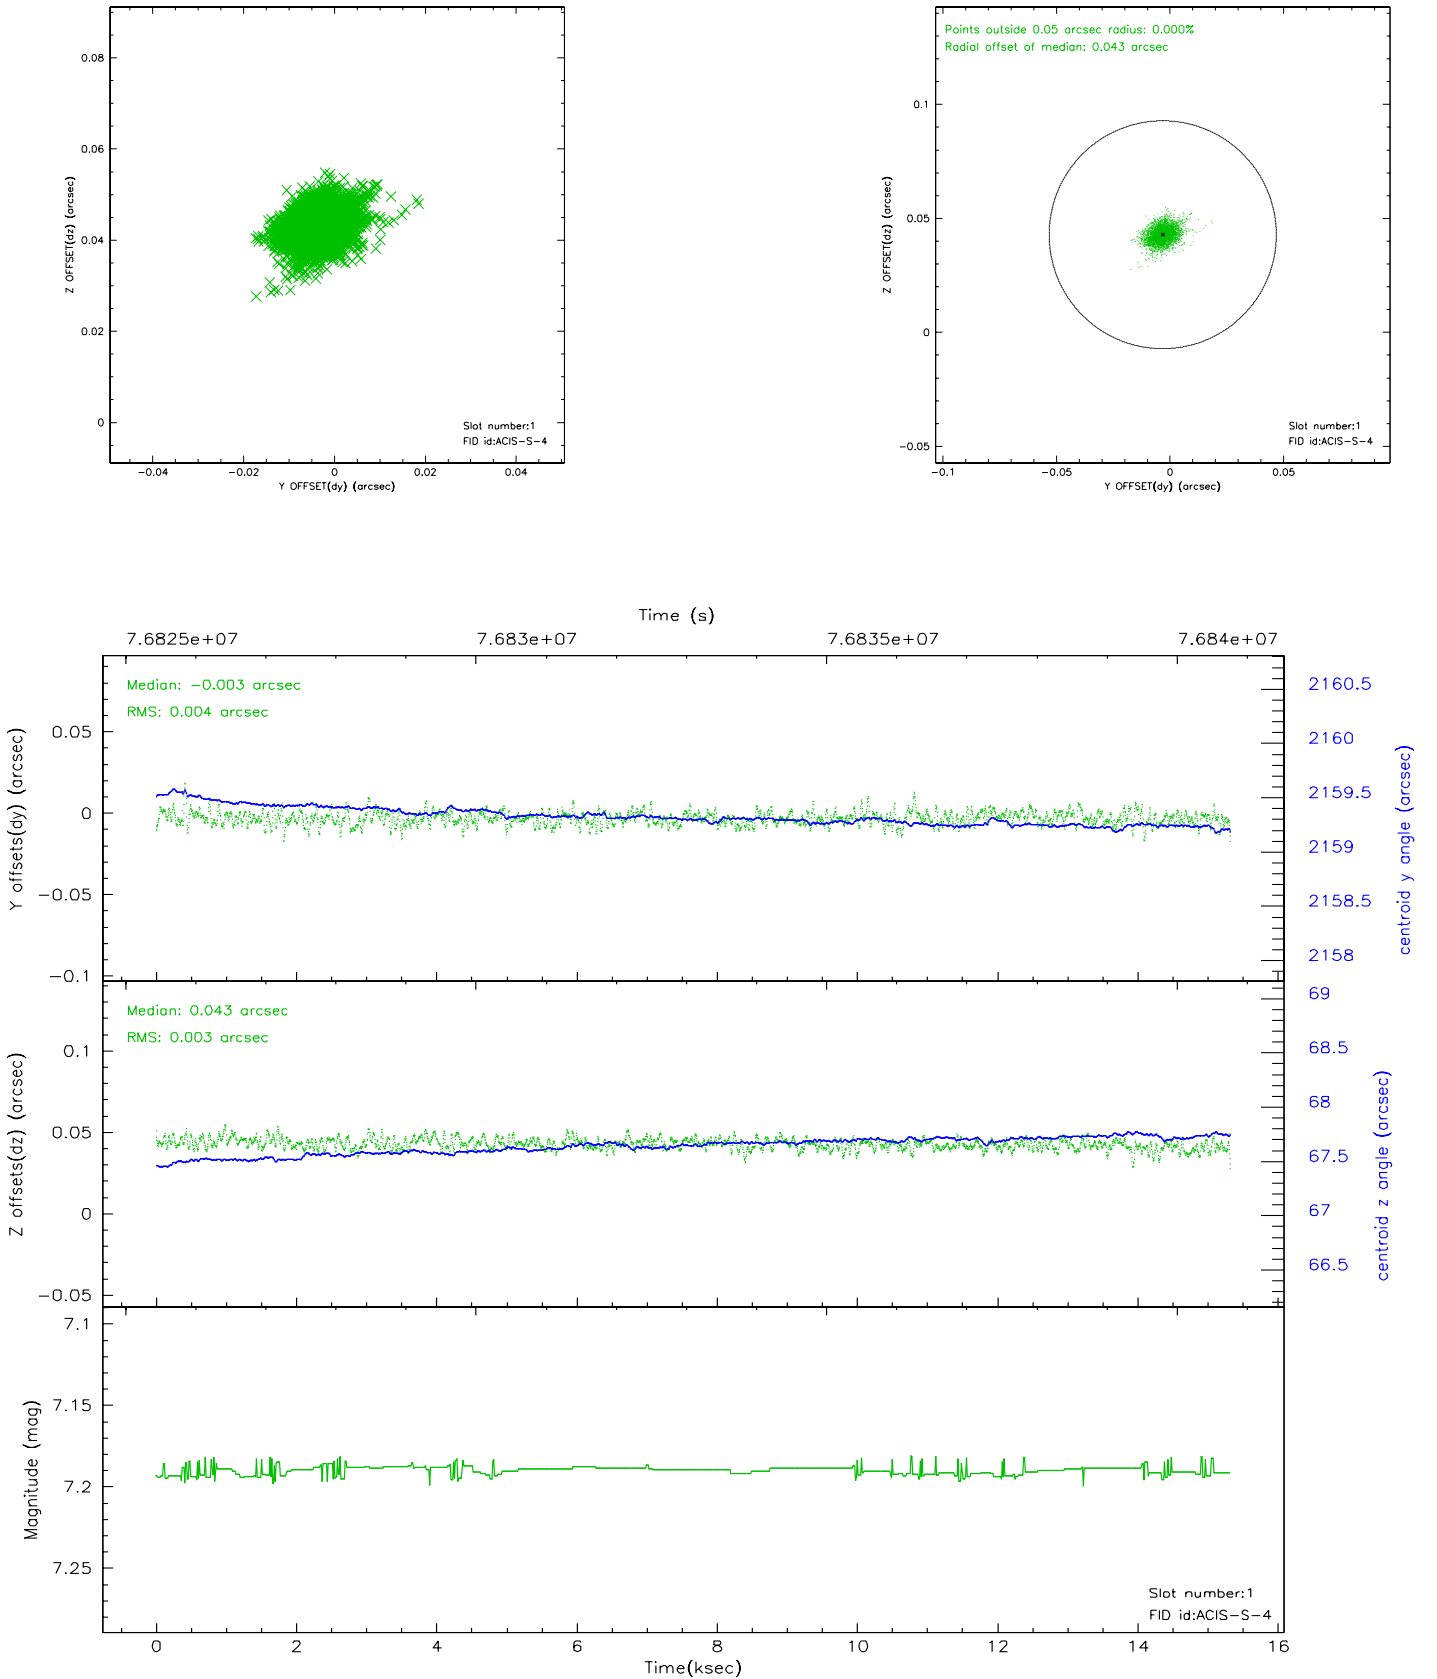 0.08
0.06
0.04
0.02
0
Z OFFSET(dz) (arcsec)
Slot number:1
FID id:ACIS-S-4
-0.04 -0.02 0 0.02 0.04
Y OFFSET(dy) (arcsec)
Points outside 0.05 arcsec radius: 0.000%
Radial offset of median: 0.043 arcsec
0.1
0.05
0
-0.05
Z OFFSET(dz) (arcsec)
Slot number:1
FID id:ACIS-S-4
-0.1 -0.05 0 0.05
Y OFFSET(dy) (arcsec)
Time (s)
7.6825e+07 7.683e+07 7.6835e+07 7.684e+07
Median: -0.003 arcsec
RMS: 0.004 arcsec
0.05
0
-0.05
-0.1
Y offsets(dy) (arcsec)
2160.5
2160
2159.5
2159
2158.5
2158
centroid y angle (arcsec)
Median: 0.043 arcsec
RMS: 0.003 arcsec
0.1
0.05
0
-0.05
Z offsets(dz) (arcsec)
69
68.5
68
67.5
67
66.5
centroid z angle (arcsec)
7.1
7.15
7.2
7.25
Magnitude (mag)
Slot number:1
FID id:ACIS-S-4
0 2 4 6 8 10 12 14 16
Time(ksec)